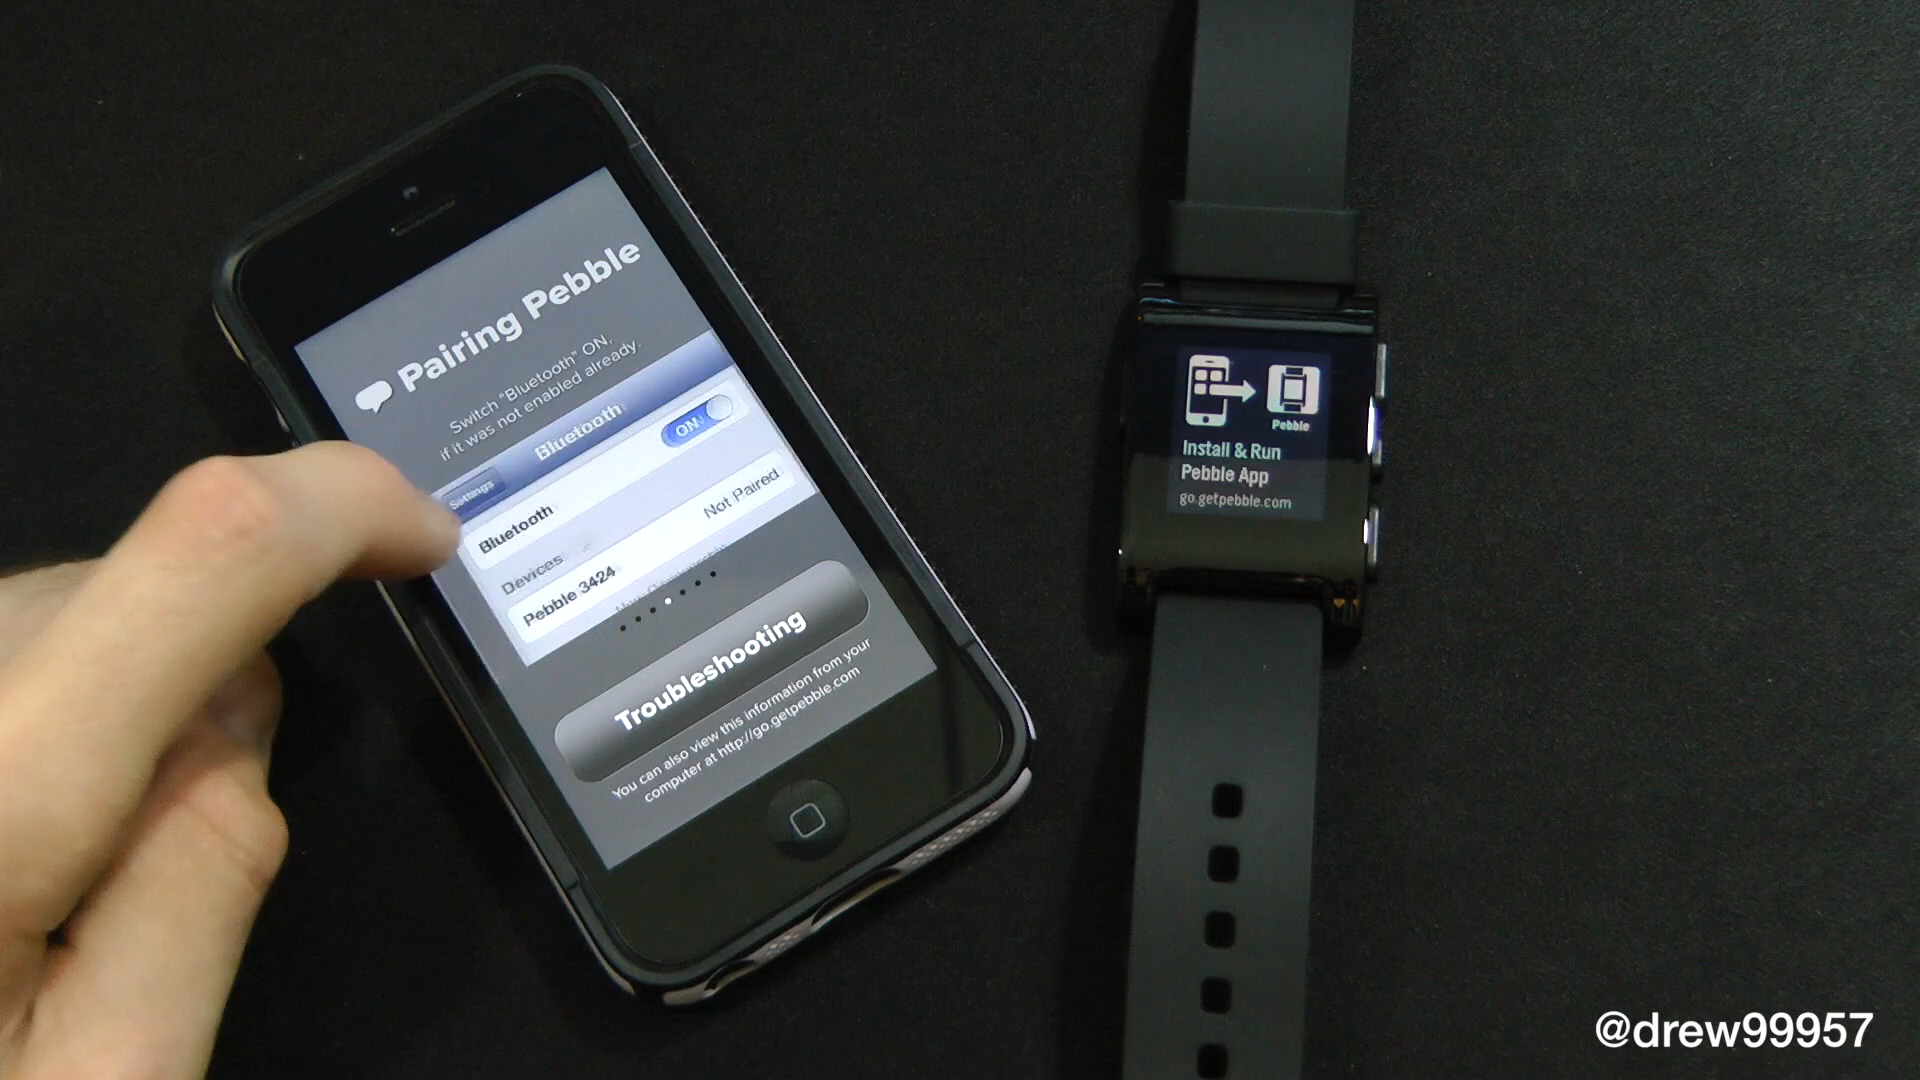 Pairing Pebble
Switch "Bluetooth" ON,
if it was not enabled already.
Settings
Bluetooth
Bluetooth
ON
Devices
Pebble 3424
Not Paired
Troubleshooting
You can also view this information from your
computer at http://go.getpebble.com
Pebble
Install & Run
Pebble App
go.getpebble.com
@drew99957